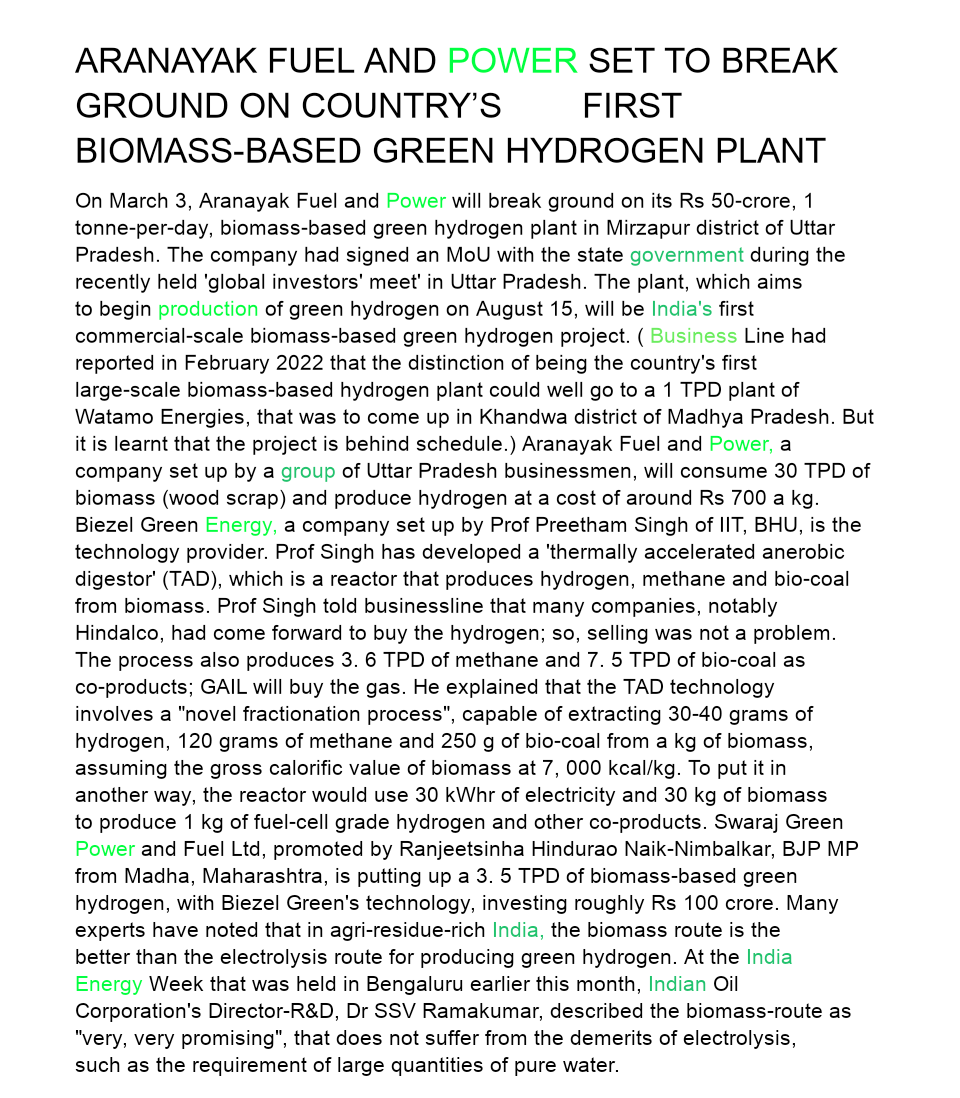 ARANAYAK FUEL AND POWER SET TO BREAK
GROUND ON COUNTRY’S FIRST
BIOMASS-BASED GREEN HYDROGEN PLANT
On March 3, Aranayak Fuel and Power will break ground on its Rs 50-crore, 1
tonne-per-day, biomass-based green hydrogen plant in Mirzapur district of Uttar
Pradesh. The company had signed an MoU with the state government during the
recently held 'global investors' meet' in Uttar Pradesh. The plant, which aims
to begin production of green hydrogen on August 15, will be India's first
commercial-scale biomass-based green hydrogen project. ( Business Line had
reported in February 2022 that the distinction of being the country's first
large-scale biomass-based hydrogen plant could well go to a 1 TPD plant of
Watamo Energies, that was to come up in Khandwa district of Madhya Pradesh. But
it is learnt that the project is behind schedule.) Aranayak Fuel and Power, a
company set up by a group of Uttar Pradesh businessmen, will consume 30 TPD of
biomass (wood scrap) and produce hydrogen at a cost of around Rs 700 a kg.
Biezel Green Energy, a company set up by Prof Preetham Singh of IIT, BHU, is the
technology provider. Prof Singh has developed a 'thermally accelerated anerobic
digestor' (TAD), which is a reactor that produces hydrogen, methane and bio-coal
from biomass. Prof Singh told businessline that many companies, notably
Hindalco, had come forward to buy the hydrogen; so, selling was not a problem.
The process also produces 3. 6 TPD of methane and 7. 5 TPD of bio-coal as
co-products; GAIL will buy the gas. He explained that the TAD technology
involves a "novel fractionation process", capable of extracting 30-40 grams of
hydrogen, 120 grams of methane and 250 g of bio-coal from a kg of biomass,
assuming the gross calorific value of biomass at 7, 000 kcal/kg. To put it in
another way, the reactor would use 30 kWhr of electricity and 30 kg of biomass
to produce 1 kg of fuel-cell grade hydrogen and other co-products. Swaraj Green
Power and Fuel Ltd, promoted by Ranjeetsinha Hindurao Naik-Nimbalkar, BJP MP
from Madha, Maharashtra, is putting up a 3. 5 TPD of biomass-based green
hydrogen, with Biezel Green's technology, investing roughly Rs 100 crore. Many
experts have noted that in agri-residue-rich India, the biomass route is the
better than the electrolysis route for producing green hydrogen. At the India
Energy Week that was held in Bengaluru earlier this month, Indian Oil
Corporation's Director-R&D, Dr SSV Ramakumar, described the biomass-route as
"very, very promising", that does not suffer from the demerits of electrolysis,
such as the requirement of large quantities of pure water.